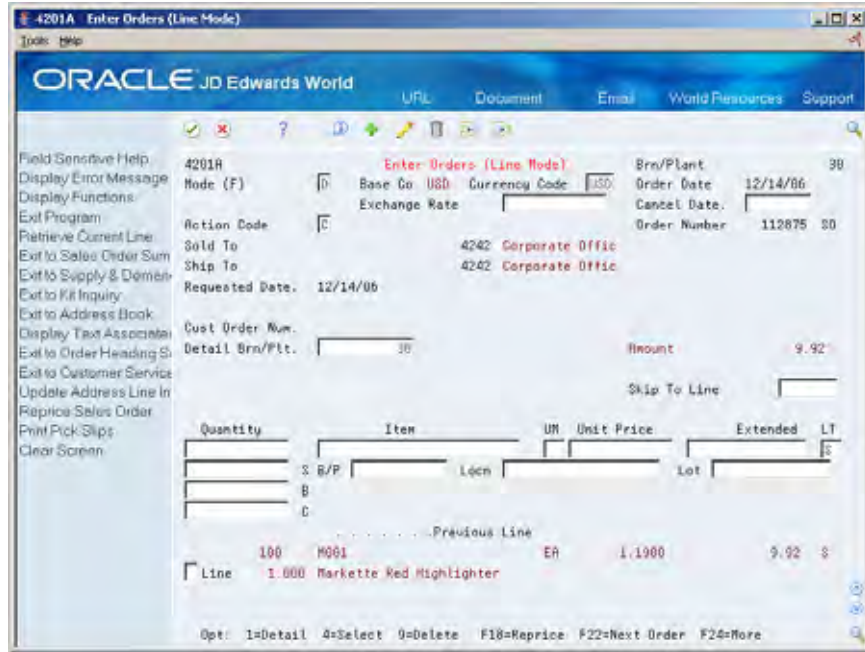 4201A Enter Orders (Line Mode)
Tools Help
ORACLE JD Edwards World
URL Document Email World Resources Support
Field Sensitive Help
Display Error Message
Display Functions
Exit Program
Retrieve Current Line
Exit to Sales Order Sum
Exit to Supply & Deman
Exit to Kit Inquiry
Exit to Address Book
Display Text Associate
Exit to Order Heading S
Exit to Customer Service
Update Address Line In
Reprice Sales Order
Print Pick Slips
Clear Screen
4201A Enter Orders (Line Mode) Brn/Plant 30
Mode (F) D Base Co USD Currency Code USD Order Date 12/14/06
Exchange Rate Cancel Date.
Action Code C Order Number 112875 SO
Sold To 4242 Corporate Offic
Ship To 4242 Corporate Offic
Requested Date. 12/14/06
Cust Order Num.
Detail Brn/Plt. 30 Amount 9.92
Skip To Line
Quantity Item UM Unit Price Extended LT
S
S B/P Locn Lot
B
C
. . . . . . .Previous Line
100 M001 EA 1.1900 9.92 S
Line 1.000 Markette Red Highlighter
Opt: 1=Detail 4=Select 9=Delete F18=Reprice F22=Next Order F24=More